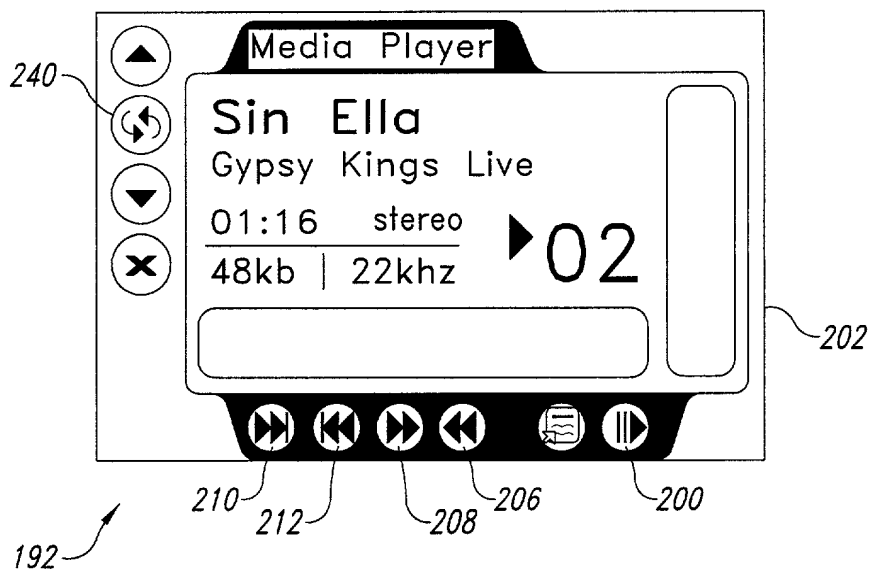 Media Player
240
Sin Ella
Gypsy Kings Live
01:16 stereo
02
48kb | 22khz
202
210
212
208
206
200
192